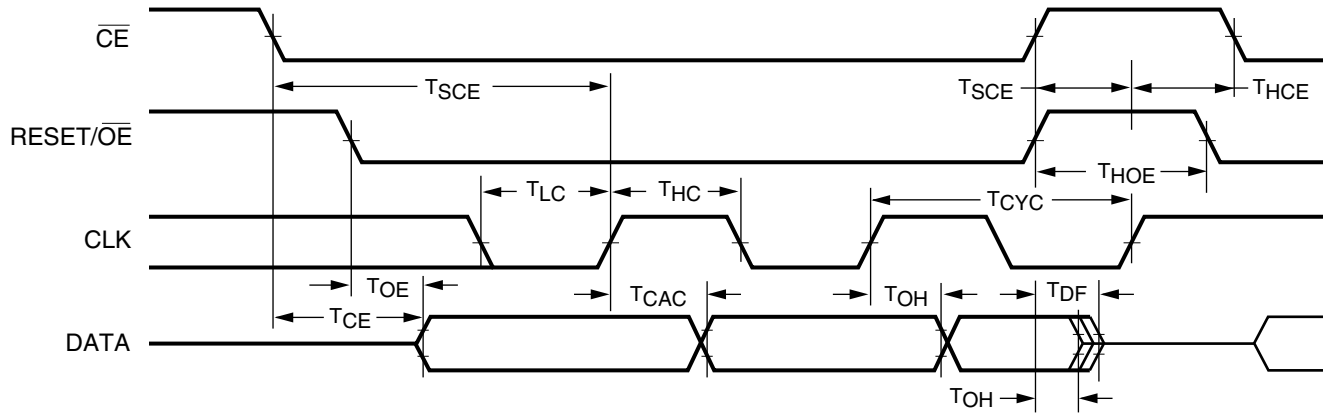 CE
TSCE TSCE THCE
RESET/OE
TLC THC TCYC THOE
CLK
TOE TCAC TOH TDF
TCE
DATA
TOH